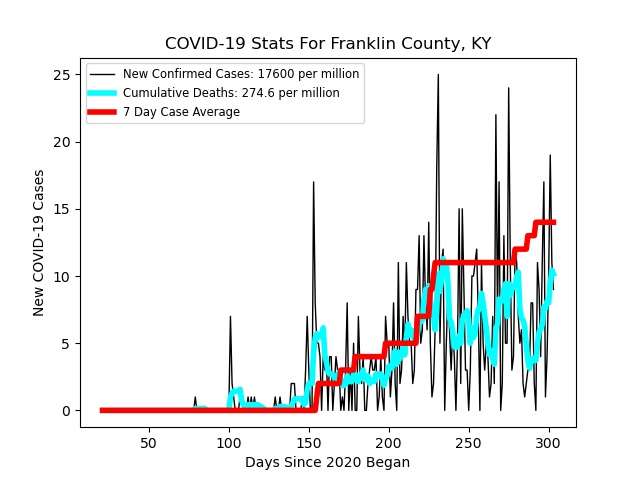 COVID-19 Stats For Franklin County, KY
New Confirmed Cases: 17600 per million
Cumulative Deaths: 274.6 per million
7 Day Case Average
25
20
15
10
5
0
New COVID-19 Cases
50 100 150 200 250 300
Days Since 2020 Began